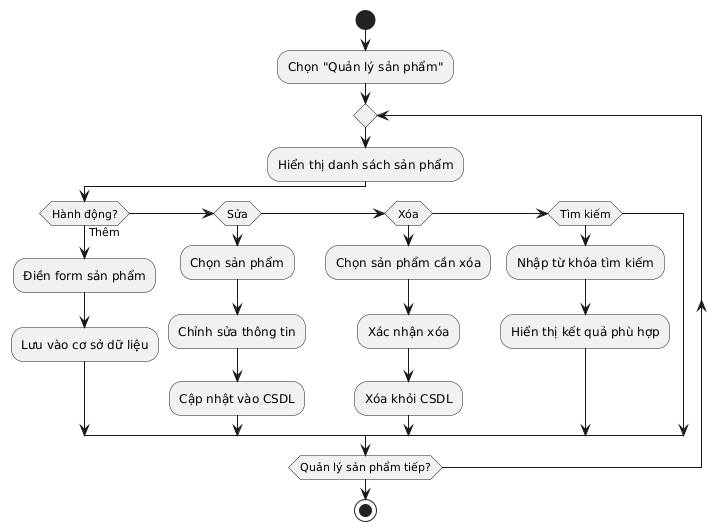 Chọn "Quản lý sản phẩm"
Hiển thị danh sách sản phẩm
Hành động?
Sửa
Xóa
Tìm kiếm
Thêm
Điền form sản phẩm
Chọn sản phẩm
Chọn sản phẩm cần xóa
Nhập từ khóa tìm kiếm
Lưu vào cơ sở dữ liệu
Chỉnh sửa thông tin
Xác nhận xóa
Hiển thị kết quả phù hợp
Cập nhật vào CSDL
Xóa khỏi CSDL
Quản lý sản phẩm tiếp?